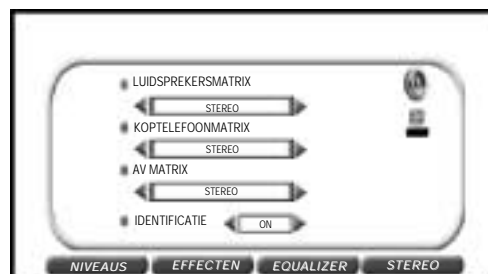 LUIDSPREKERSMATRIX
STEREO
KOPTELEFOONMATRIX
STEREO
AV MATRIX
STEREO
IDENTIFICATIE ON
NIVEAUS EFFECTEN EQUALIZER STEREO